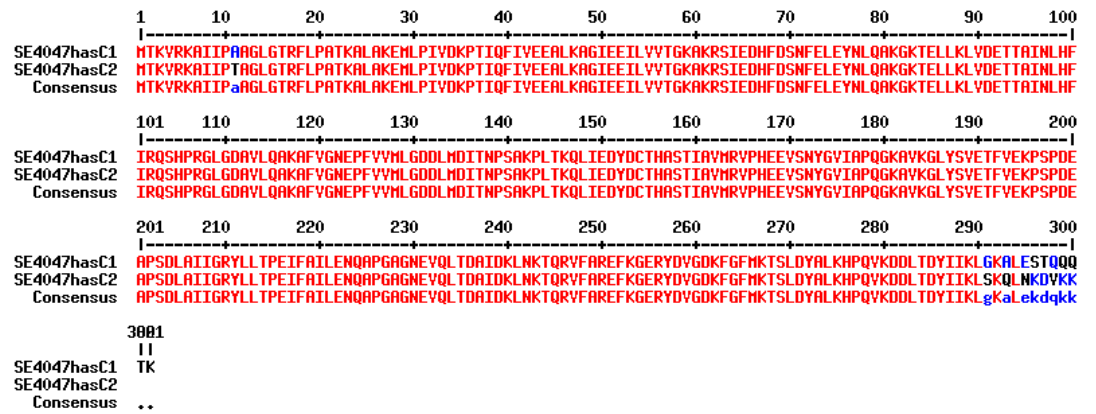 1 10 20 30 40 50 60 70 80 90 100
|--------+---------+---------+---------+---------+---------+---------+---------+---------+---------|
SE4047hasC1 MTKVRKAIIPAAGLGTRFLPATKALAKEMLPIVDKPTIQFIVEEALKAGIEEILVVTGKAKRSIEDHFDSNFELEYNLQAKGKTELLKLVDETTAINLHF
SE4047hasC2 MTKVRKAIIPTAGLGTRFLPATKALAKEMLPIVDKPTIQFIVEEALKAGIEEILVVTGKAKRSIEDHFDSNFELEYNLQAKGKTELLKLVDETTAINLHF
Consensus MTKVRKAIIPaAGLGTRFLPATKALAKEMLPIVDKPTIQFIVEEALKAGIEEILVVTGKAKRSIEDHFDSNFELEYNLQAKGKTELLKLVDETTAINLHF
101 110 120 130 140 150 160 170 180 190 200
|--------+---------+---------+---------+---------+---------+---------+---------+---------+---------|
SE4047hasC1 IRQSHPRGLGDAVLQAKAFVGNEPFVVMLGDDLMDITNPSAKPLTKQLIEDYDCTHASTIAVMRVPHEEVSNYGVIAPQGKAVKGLYSVETFVEKPSPDE
SE4047hasC2 IRQSHPRGLGDAVLQAKAFVGNEPFVVMLGDDLMDITNPSAKPLTKQLIEDYDCTHASTIAVMRVPHEEVSNYGVIAPQGKAVKGLYSVETFVEKPSPDE
Consensus IRQSHPRGLGDAVLQAKAFVGNEPFVVMLGDDLMDITNPSAKPLTKQLIEDYDCTHASTIAVMRVPHEEVSNYGVIAPQGKAVKGLYSVETFVEKPSPDE
201 210 220 230 240 250 260 270 280 290 300
|--------+---------+---------+---------+---------+---------+---------+---------+---------+---------|
SE4047hasC1 APSDLAIIGRYLLTPEIFAILENQAPGAGNEVQLTDAIDKLNKTQRVFAREFKGERYDVGDKFGFMKTSLDYALKHPQVKDDLTDYIIKLGKALESTQQQ
SE4047hasC2 APSDLAIIGRYLLTPEIFAILENQAPGAGNEVQLTDAIDKLNKTQRVFAREFKGERYDVGDKFGFMKTSLDYALKHPQVKDDLTDYIIKLSKQLNKDVKK
Consensus APSDLAIIGRYLLTPEIFAILENQAPGAGNEVQLTDAIDKLNKTQRVFAREFKGERYDVGDKFGFMKTSLDYALKHPQVKDDLTDYIIKLgKaLekdqkk
||
SE4047hasC1 TK
SE4047hasC2
Consensus ..